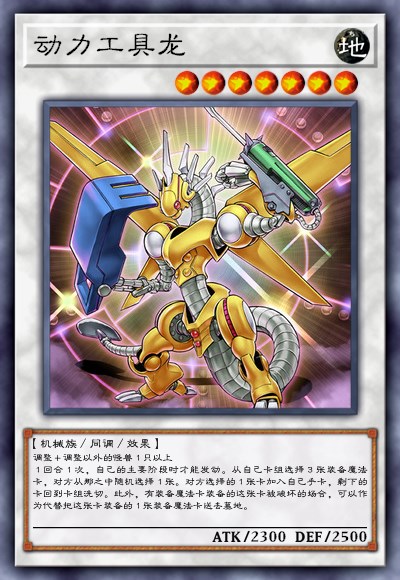 动力工具龙
地
【机械族／同调／效果】
调整＋调整以外的怪兽1只以上
1回合1次，自己的主要阶段时才能发动。从自己卡组选择3张装备魔法
卡，对方从那之中随机选择1张。对方选择的1张卡加入自己手卡，剩下的
卡回到卡组洗切。此外，有装备魔法卡装备的这张卡被破坏的场合，可以作
为代替把这张卡装备的1张装备魔法卡送去墓地。
ATK/2300 DEF/2500